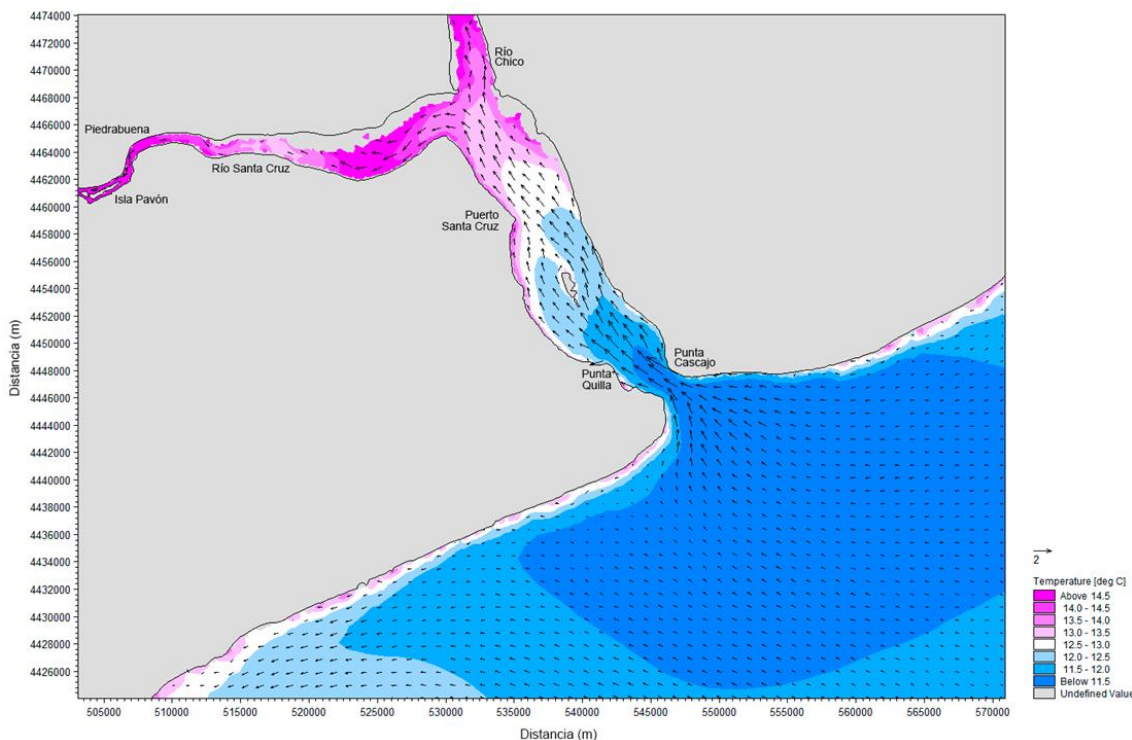 4474000
4472000
4470000
4468000
4466000
4464000
4462000
4460000
4458000
4456000
4454000
4452000
4450000
4448000
4446000
4444000
4442000
4440000
4438000
4436000
4434000
4432000
4430000
4428000
4426000
Distancia (m)
Río
Chico
Piedrabuena
Río Santa Cruz
Isla Pavón
Puerto
Santa Cruz
Punta
Cascajo
Punta
Quilla
505000 510000 515000 520000 525000 530000 535000 540000 545000 550000 555000 560000 565000 570000
Distancia (m)
2
Temperature [deg C]
Above 14.5
14.0 - 14.5
13.5 - 14.0
13.0 - 13.5
12.5 - 13.0
12.0 - 12.5
11.5 - 12.0
Below 11.5
Undefined Value